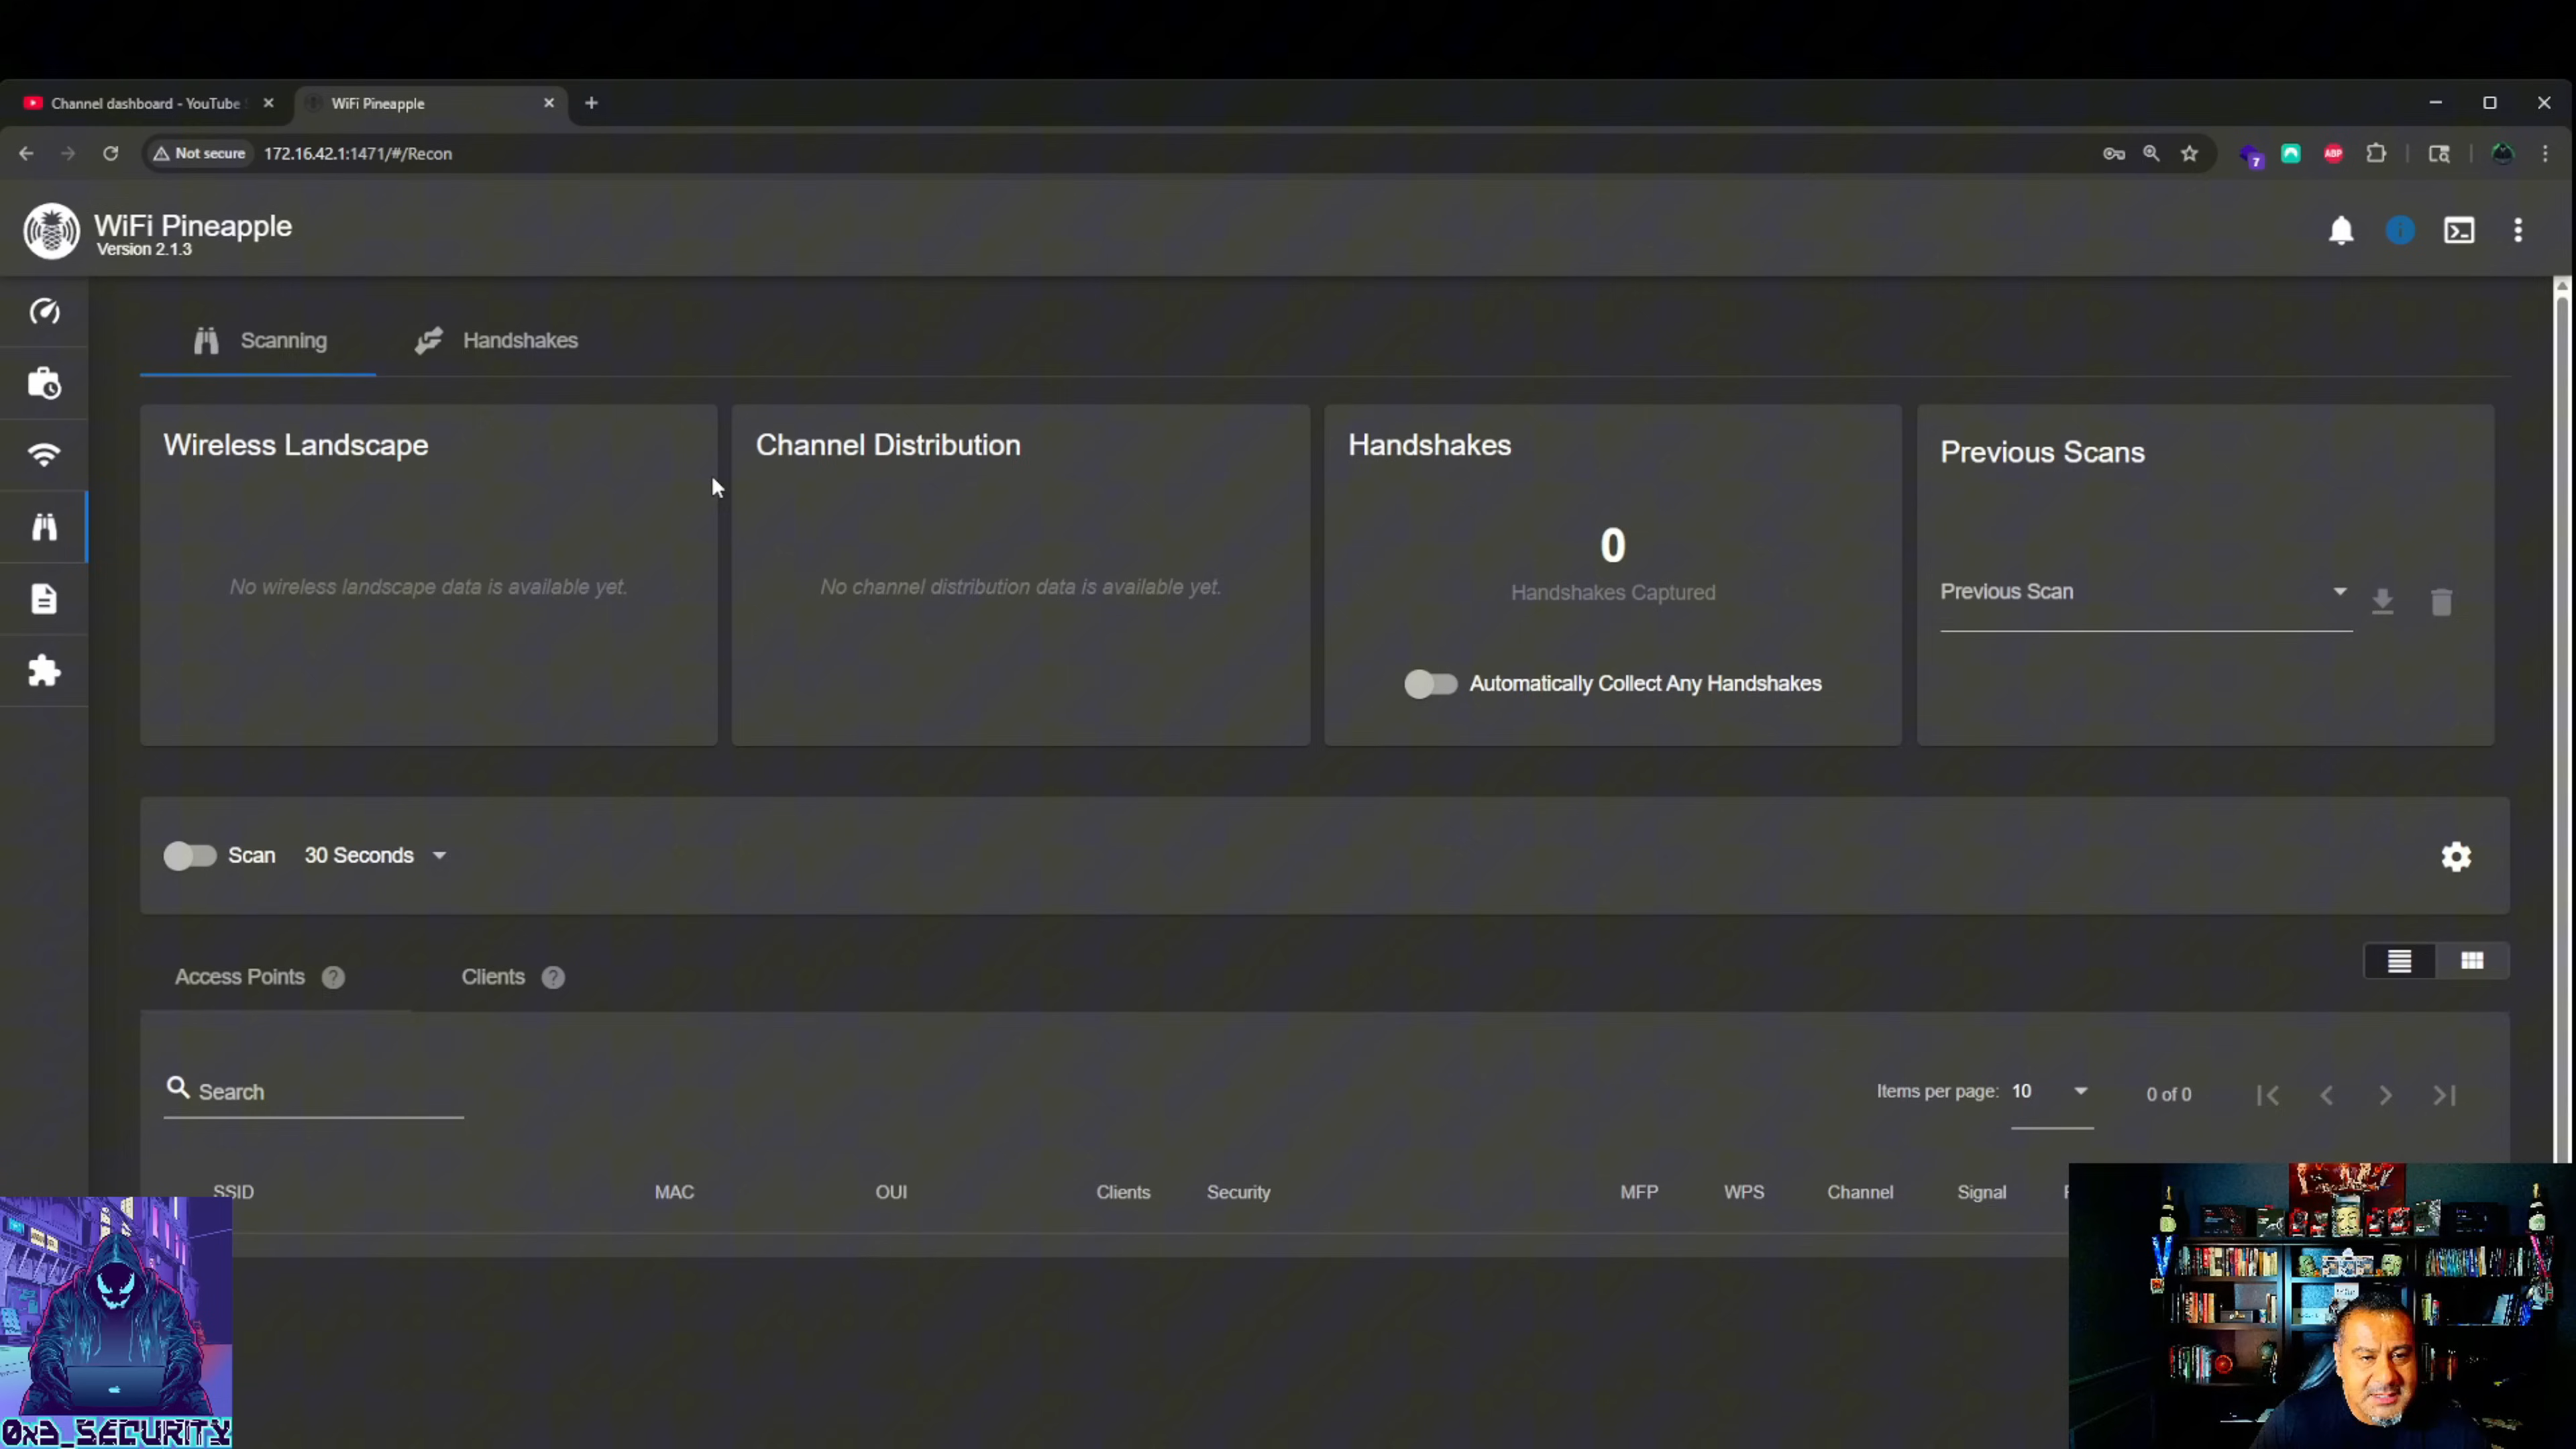 Channel dashboard - YouTube
WiFi Pineapple
Not secure
172.16.42.1:1471/#/Recon
7
ABP
WiFi Pineapple
Version 2.1.3
Scanning
Handshakes
Wireless Landscape
No wireless landscape data is available yet.
Channel Distribution
No channel distribution data is available yet.
Handshakes
0
Handshakes Captured
Automatically Collect Any Handshakes
Previous Scans
Previous Scan
Scan
30 Seconds
Access Points ?
Clients ?
Search
Items per page: 10
0 of 0
SSID
MAC
OUI
Clients
Security
MFP
WPS
Channel
Signal
0x3_SECURITY